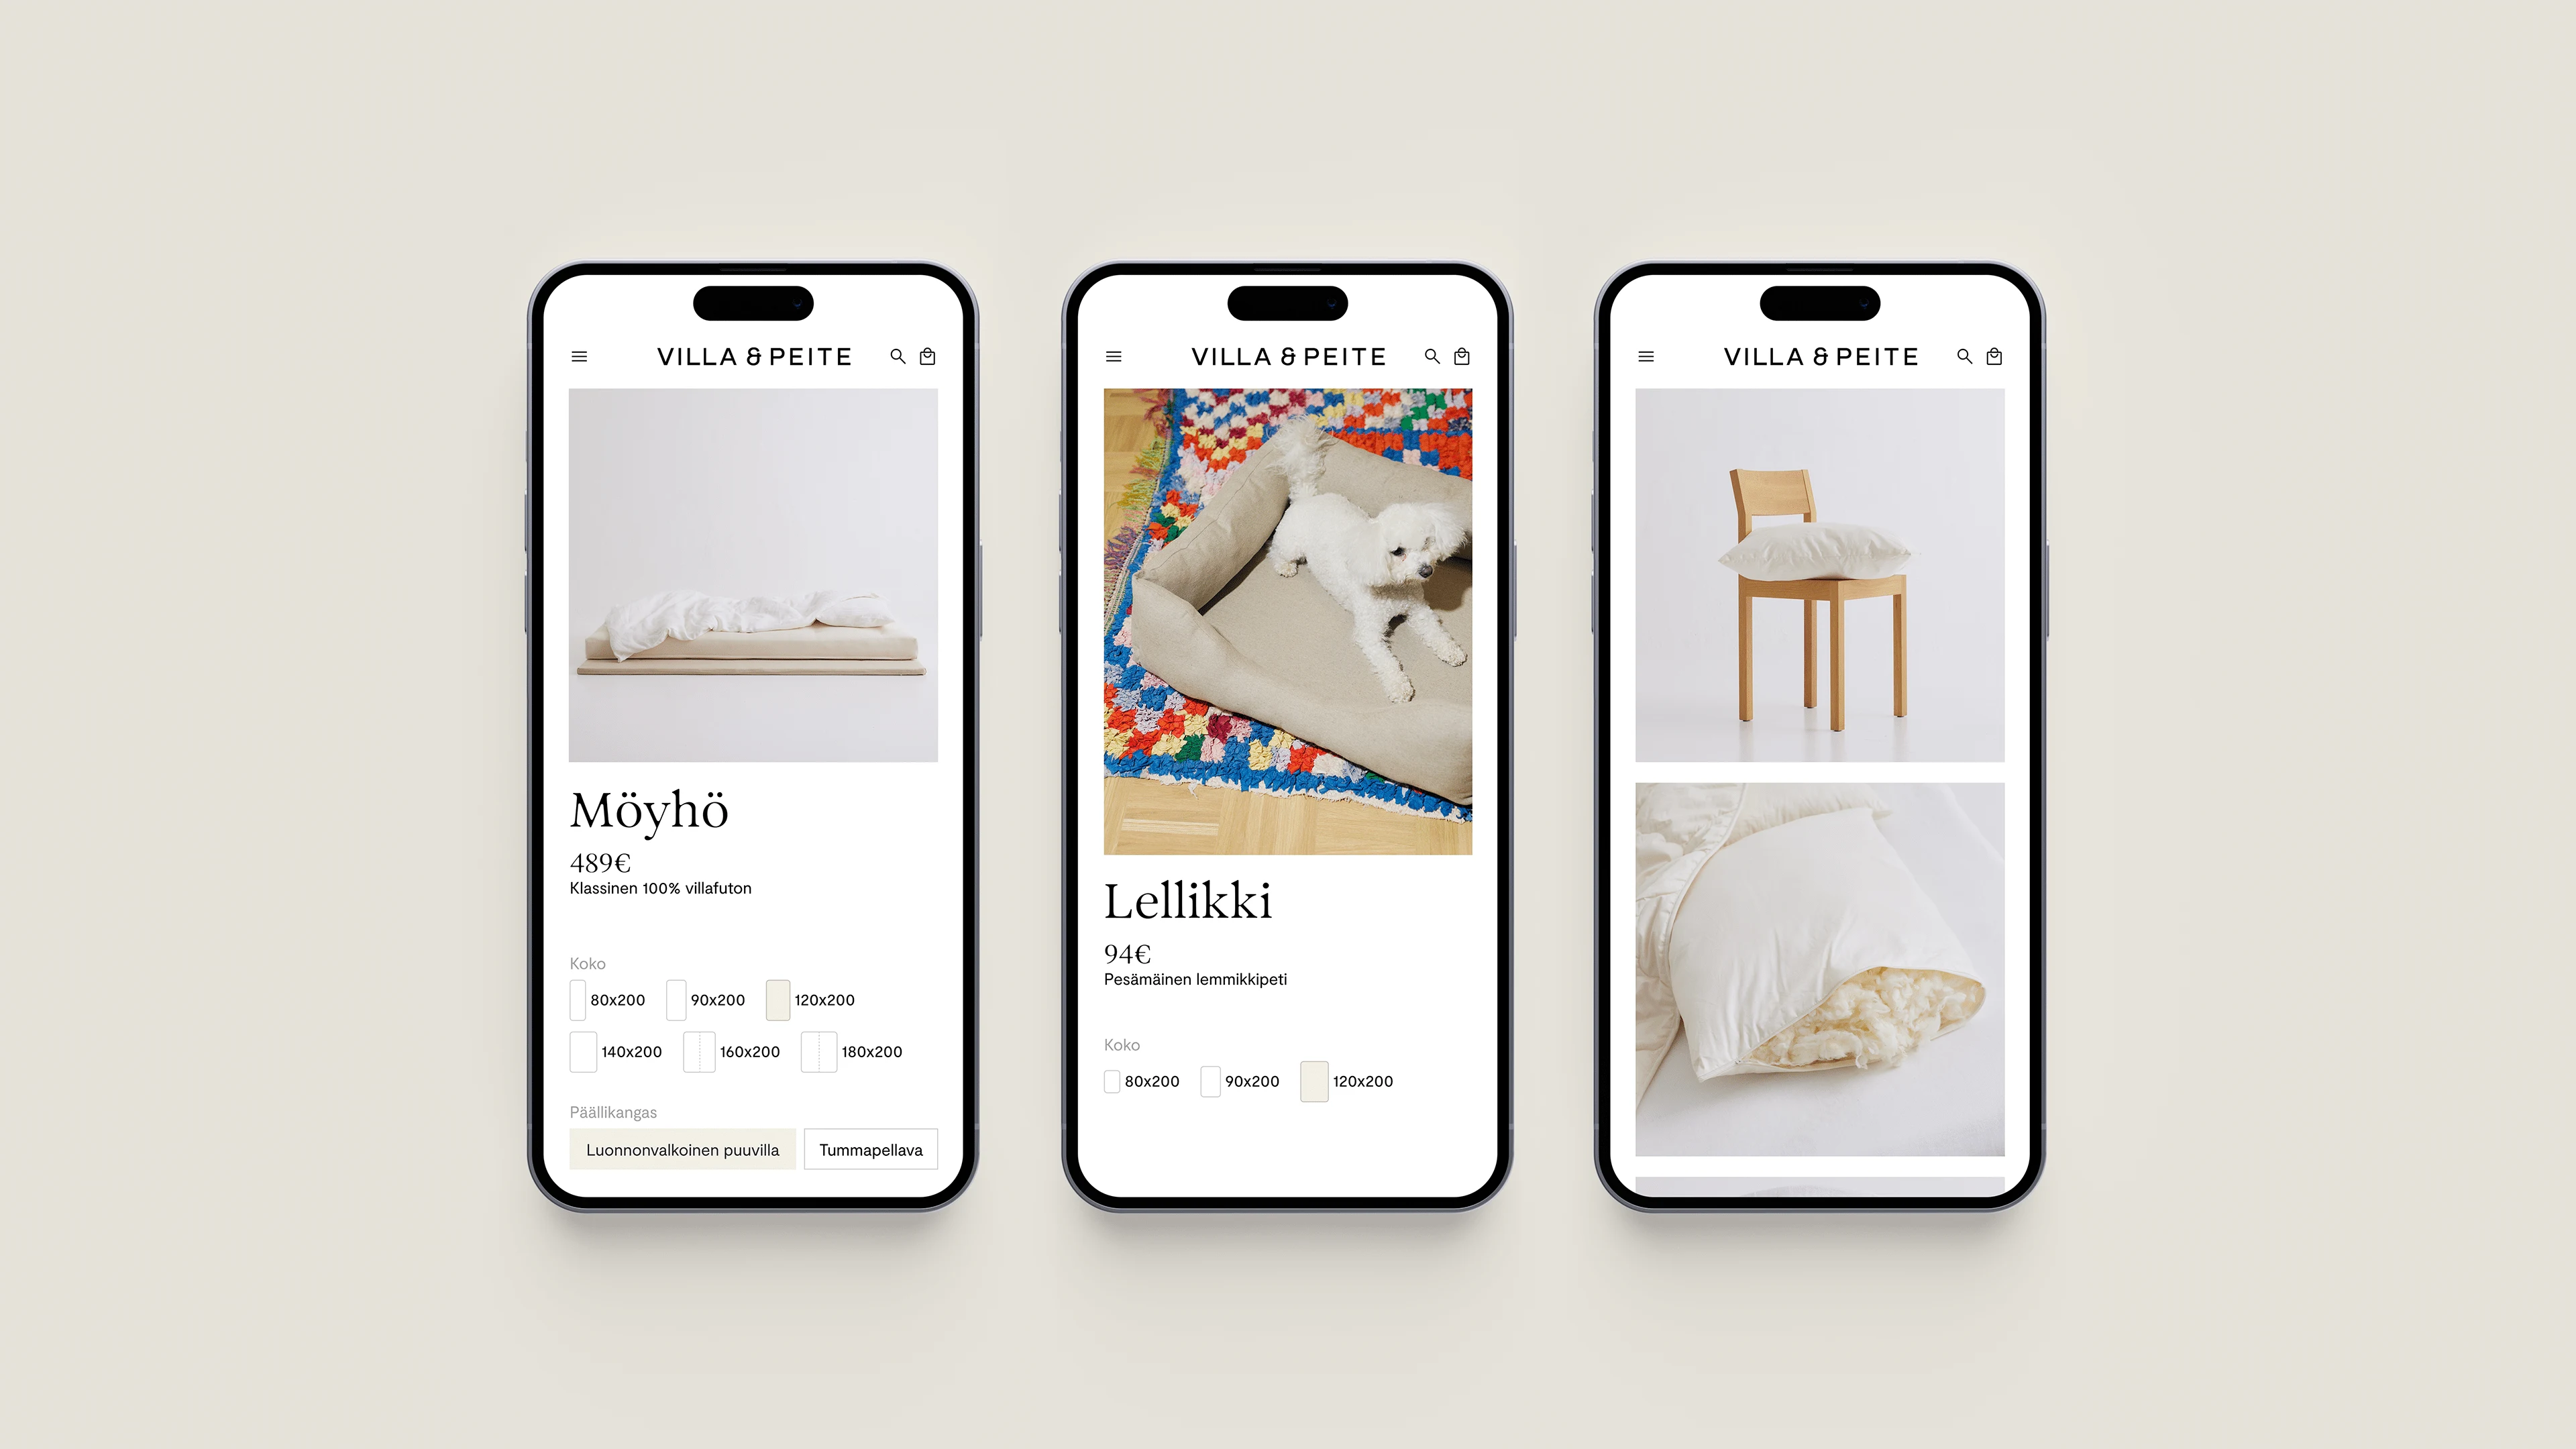 VILLA & PEITE
Möyhö
489€
Klassinen 100% villafuton
Koko
80x200 90x200 120x200
140x200 160x200 180x200
Päällikangas
Luonnonvalkoinen puuvilla Tummapellava
VILLA & PEITE
Lellikki
94€
Pesämäinen lemmikkipeti
Koko
80x200 90x200 120x200
VILLA & PEITE